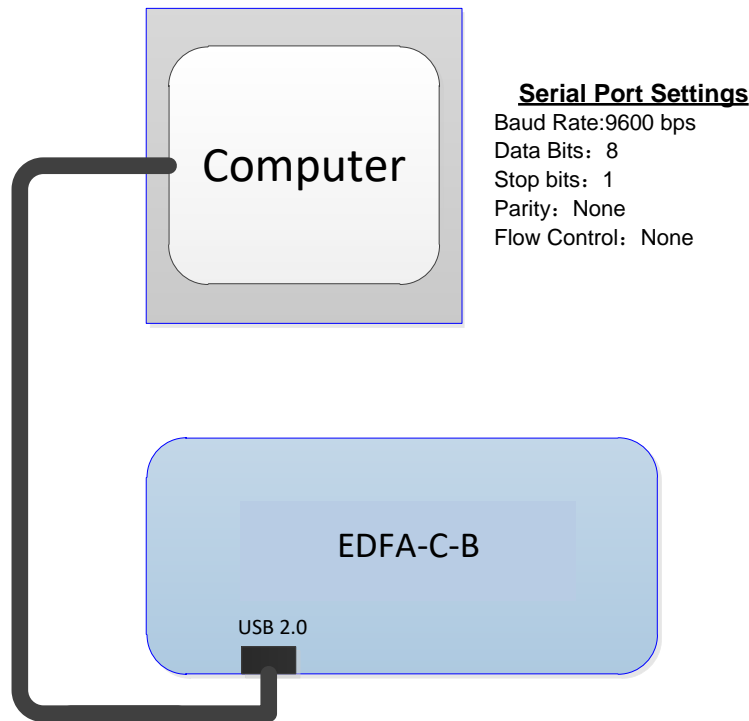 Computer
Serial Port Settings
Baud Rate:9600 bps
Data Bits：8
Stop bits：1
Parity：None
Flow Control：None
EDFA-C-B
USB 2.0